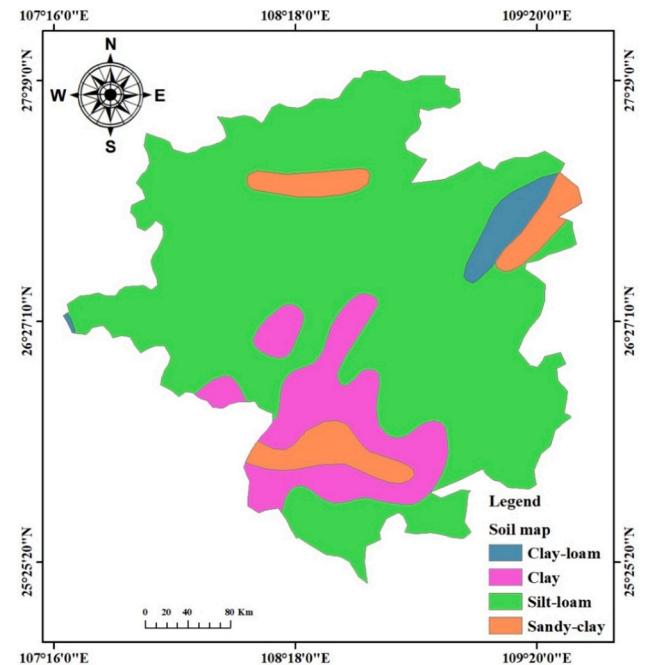 107°16'0"E 108°18'0"E 109°20'0"E
N
W E
S
27°29'0"N 27°29'0"N
26°27'10"N 26°27'10"N
25°25'20"N 25°25'20"N
Legend
Soil map
Clay-loam
Clay
Silt-loam
Sandy-clay
0 20 40 80 Km
107°16'0"E 108°18'0"E 109°20'0"E